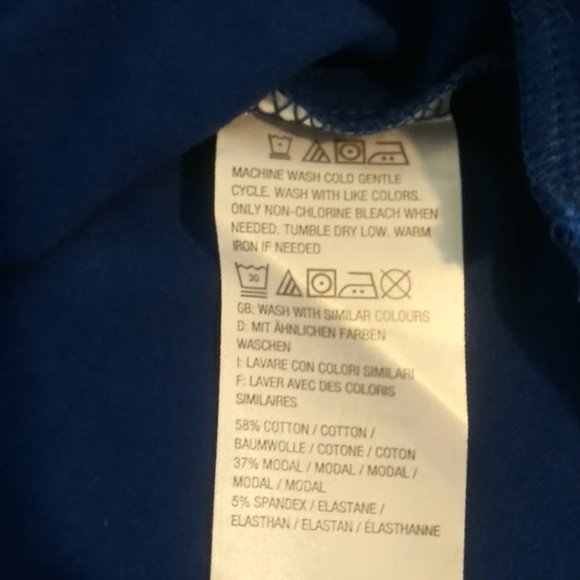 MACHINE WASH COLD GENTLE
CYCLE. WASH WITH LIKE COLORS.
ONLY NON-CHLORINE BLEACH WHEN
NEEDED. TUMBLE DRY LOW. WARM
IRON IF NEEDED
30
GB: WASH WITH SIMILAR COLOURS
D: MIT ÄHNLICHEN FARBEN
WASCHEN
I: LAVARE CON COLORI SIMILARI
F: LAVER AVEC DES COLORIS
SIMILAIRES
58% COTTON / COTTON /
BAUMWOLLE / COTONE / COTON
37% MODAL / MODAL / MODAL /
MODAL / MODAL
5% SPANDEX / ELASTANE /
ELASTHAN / ELASTAN / ÉLASTHANNE